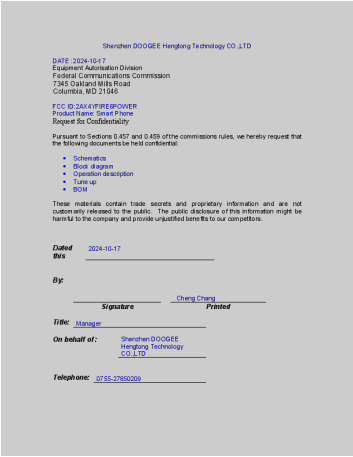 Shenzhen DOOGEE Hengtong Technology CO.,LTD
DATE :2024-10-17
Equipment Autorisation Division
Federal Communications Commission
7345 Oakland Mills Road
Columbia, MD 21046
FCC ID:2AX4YFIRE6POWER
Product Name: Smart Phone
Request for Confidentiality
Pursuant to Sections 0.457 and 0.459 of the commissions rules, we hereby request that
the following documents be held confidential:
• Schematics
• Block diagram
• Operation description
• Tune up
• BOM
These materials contain trade secrets and proprietary information and are not
customarily released to the public. The public disclosure of this information might be
harmful to the company and provide unjustified benefits to our competitors.
Dated this 2024-10-17
By:
Cheng Chang
Signature Printed
Title: Manager
On behalf of : Shenzhen DOOGEE
Hengtong Technology
CO.,LTD
Telephone: 0755-27850209